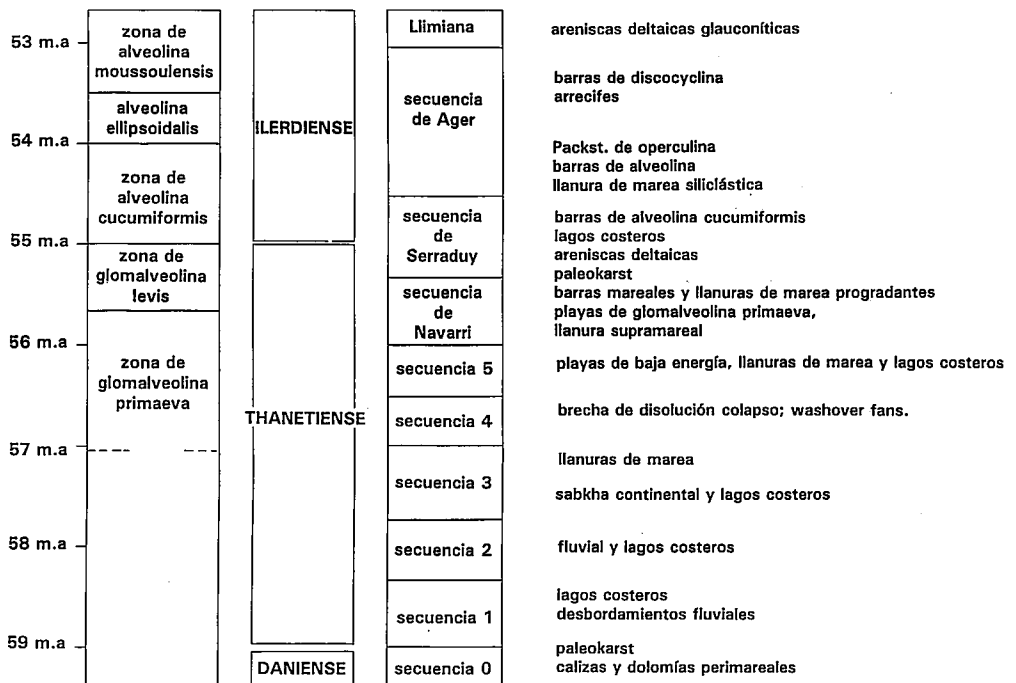 53 m.a
54 m.a
55 m.a
56 m.a
57 m.a
58 m.a
59 m.a
zona de
alveolina
moussoulensis
alveolina
ellipsoidalis
zona de
alveolina
cucumiformis
zona de
glomalveolina
levis
zona de
glomalveolina
primaeva
ILERDIENSE
THANETIENSE
DANIENSE
Llimiana
secuencia
de Ager
secuencia
de
Serraduy
secuencia
de
Navarri
secuencia 5
secuencia 4
secuencia 3
secuencia 2
secuencia 1
secuencia 0
areniscas deltaicas glauconíticas
barras de discocyclina
arrecifes
Packst. de operculina
barras de alveolina
llanura de marea siliclástica
barras de alveolina cucumiformis
lagos costeros
areniscas deltaicas
paleokarst
barras mareales y llanuras de marea progradantes
playas de glomalveolina primaeva,
llanura supramareal
playas de baja energía, llanuras de marea y lagos costeros
brecha de disolución colapso; washover fans.
llanuras de marea
sabkha continental y lagos costeros
fluvial y lagos costeros
lagos costeros
desbordamientos fluviales
paleokarst
calizas y dolomías perimareales